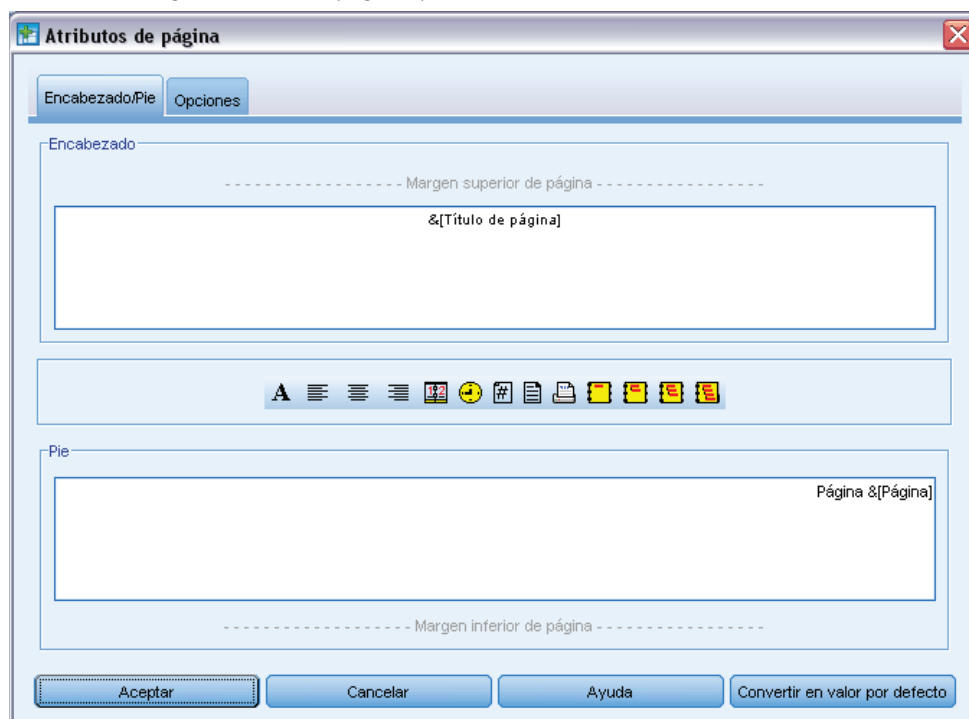 Atributos de página
Encabezado/Pie Opciones
Encabezado
Margen superior de página
&[Título de página]
A
Pie
Página &[Página]
Margen inferior de página
Aceptar Cancelar Ayuda Convertir en valor por defecto